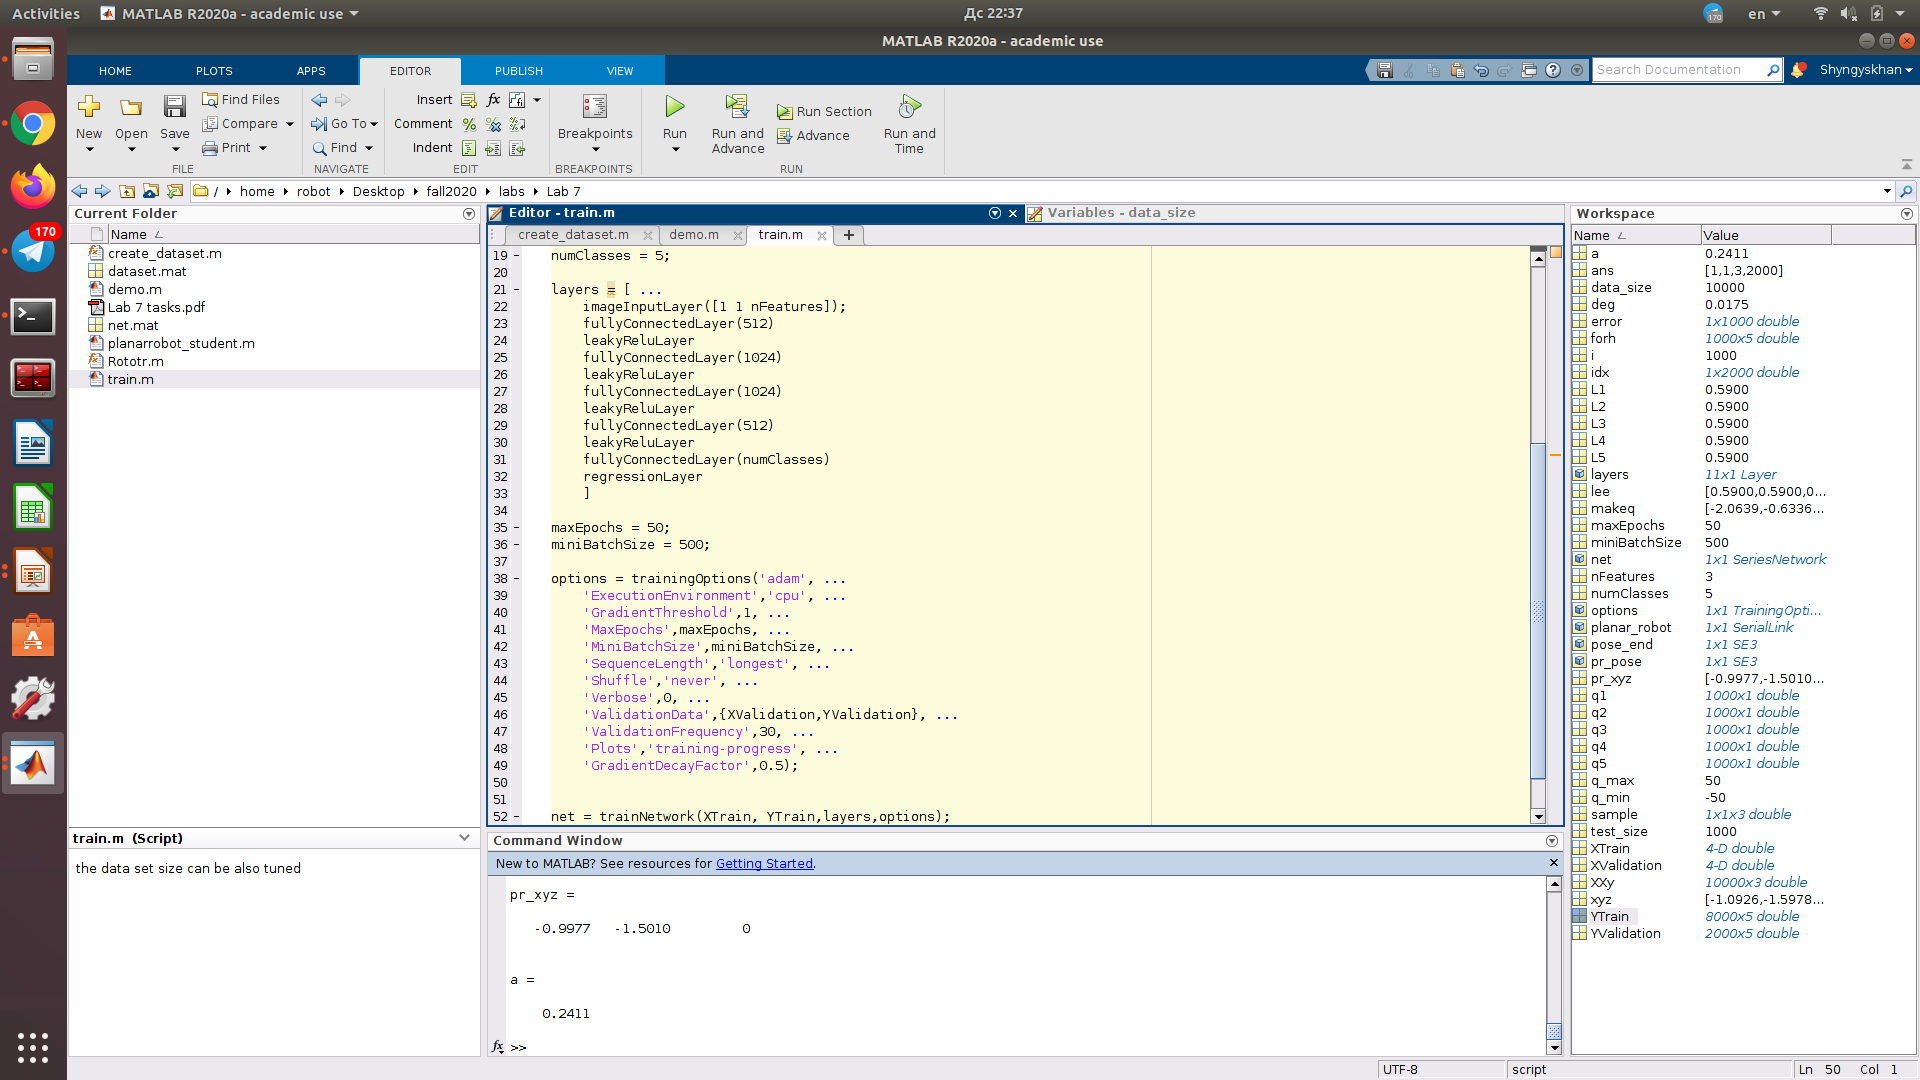 Activities
MATLAB R2020a - academic use
Дс 22:37
170
en
MATLAB R2020a - academic use
HOME
PLOTS
APPS
EDITOR
PUBLISH
VIEW
Search Documentation
Shyngyskhan
New
Open
Save
Find Files
Compare
Print
FILE
Go To
Find
NAVIGATE
Insert
Comment
Indent
EDIT
Breakpoints
BREAKPOINTS
Run
Run and Advance
Run Section
Advance
Run and Time
RUN
/ home robot Desktop fall2020 labs Lab 7
Current Folder
Name
create_dataset.m
dataset.mat
demo.m
Lab 7 tasks.pdf
net.mat
planarrobot_student.m
Rototr.m
train.m
train.m (Script)
the data set size can be also tuned
170
Editor - train.m
Variables - data_size
create_dataset.m
demo.m
train.m
19 - numClasses = 5;
20
21 - layers = [ ...
22 imageInputLayer([1 1 nFeatures]);
23 fullyConnectedLayer(512)
24 leakyReluLayer
25 fullyConnectedLayer(1024)
26 leakyReluLayer
27 fullyConnectedLayer(1024)
28 leakyReluLayer
29 fullyConnectedLayer(512)
30 leakyReluLayer
31 fullyConnectedLayer(numClasses)
32 regressionLayer
33 ]
34
35 - maxEpochs = 50;
36 - miniBatchSize = 500;
37
38 - options = trainingOptions('adam', ...
39 'ExecutionEnvironment','cpu', ...
40 'GradientThreshold',1, ...
41 'MaxEpochs',maxEpochs, ...
42 'MiniBatchSize',miniBatchSize, ...
43 'SequenceLength','longest', ...
44 'Shuffle','never', ...
45 'Verbose',0, ...
46 'ValidationData',{XValidation,YValidation}, ...
47 'ValidationFrequency',30, ...
48 'Plots','training-progress', ...
49 'GradientDecayFactor',0.5);
50
51
52 - net = trainNetwork(XTrain, YTrain,layers,options);
Command Window
New to MATLAB? See resources for Getting Started.
pr_xyz =
-0.9977 -1.5010 0
a =
0.2411
fx >>
Workspace
Name Value
a 0.2411
ans [1,1,3,2000]
data_size 10000
deg 0.0175
error 1x1000 double
forh 1000x5 double
i 1000
idx 1x2000 double
L1 0.5900
L2 0.5900
L3 0.5900
L4 0.5900
L5 0.5900
layers 11x1 Layer
lee [0.5900,0.5900,0...
makeq [-2.0639,-0.6336...
maxEpochs 50
miniBatchSize 500
net 1x1 SeriesNetwork
nFeatures 3
numClasses 5
options 1x1 TrainingOpti...
planar_robot 1x1 SerialLink
pose_end 1x1 SE3
pr_pose 1x1 SE3
pr_xyz [-0.9977,-1.5010...
q1 1000x1 double
q2 1000x1 double
q3 1000x1 double
q4 1000x1 double
q5 1000x1 double
q_max 50
q_min -50
sample 1x1x3 double
test_size 1000
XTrain 4-D double
XValidation 4-D double
XXy 10000x3 double
xyz [-1.0926,-1.5978...
YTrain 8000x5 double
YValidation 2000x5 double
UTF-8
script
Ln 50 Col 1